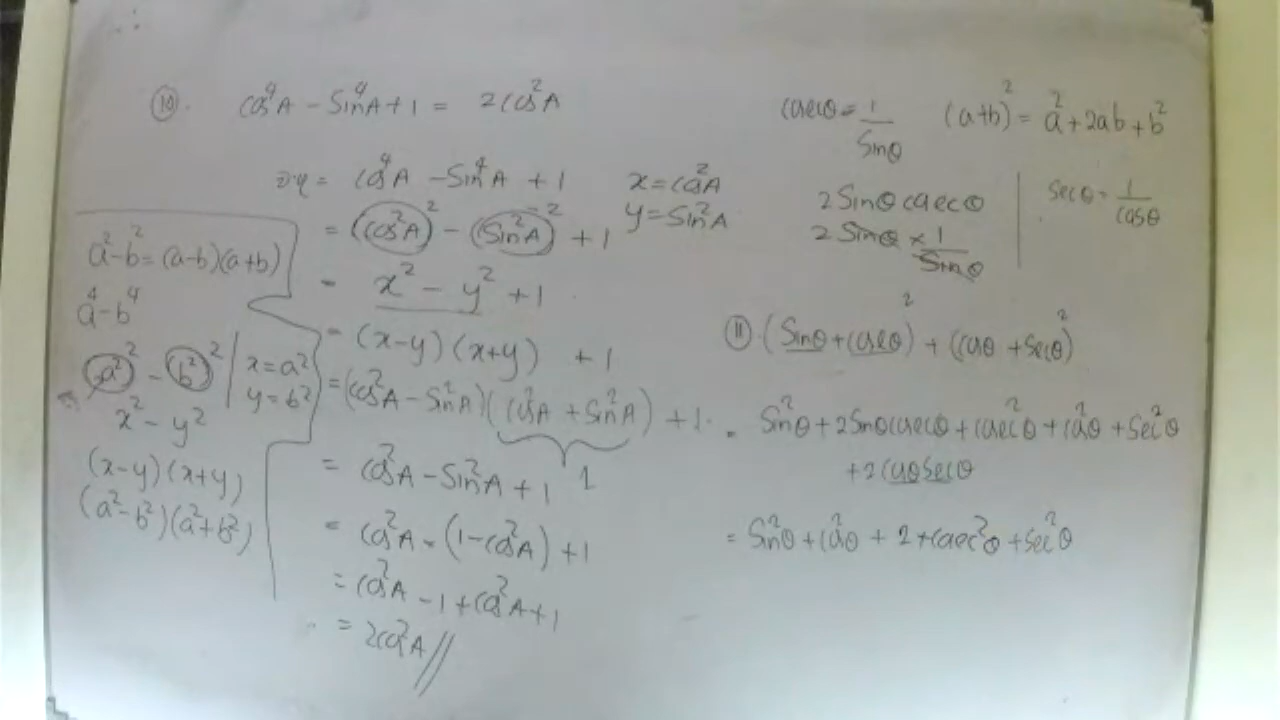 ⑩. cos⁴A − Sin⁴A + 1 = 2cos²A
= cos⁴A − Sin⁴A + 1
x = cos²A
y = Sin²A
= (cos²A)² − (Sin²A)² + 1
= x² − y² + 1
= (x−y)(x+y) + 1
= (cos²A − Sin²A)(cos²A + Sin²A) + 1.
1
= cos²A − Sin²A + 1
= cos²A − (1−cos²A) + 1
= cos²A − 1 + cos²A + 1
= 2cos²A //
a²−b² = (a−b)(a+b)
a⁴−b⁴
(a²)² − (b²)² | x = a²
y = b²
x² − y²
(x−y)(x+y)
(a²−b²)(a²+b²)
cosecθ = 1/Sinθ
(a+b)² = a² + 2ab + b²
2 Sinθ cosecθ
2 Sinθ × 1/Sinθ
secθ = 1/cosθ
⑪ (Sinθ + cosecθ)² + (cosθ + Secθ)²
= Sin²θ + 2Sinθcosecθ + cosec²θ + cos²θ + Sec²θ
+ 2cosθSecθ
= Sin²θ + cos²θ + 2 + cosec²θ + sec²θ